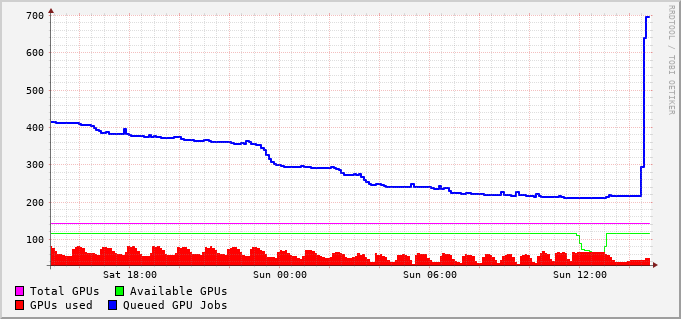 700
600
500
400
300
200
100
Sat 18:00 Sun 00:00 Sun 06:00 Sun 12:00
Total GPUs Available GPUs
GPUs used Queued GPU Jobs
RRDTOOL / TOBI OETIKER